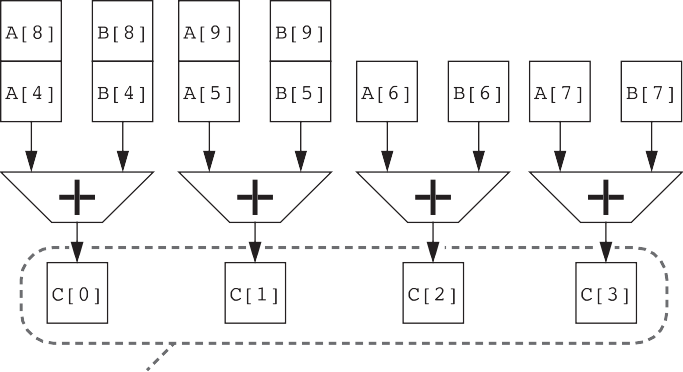 A[8] B[8] A[9] B[9]
A[4] B[4] A[5] B[5] A[6] B[6] A[7] B[7]
+ + + +
C[0] C[1] C[2] C[3]